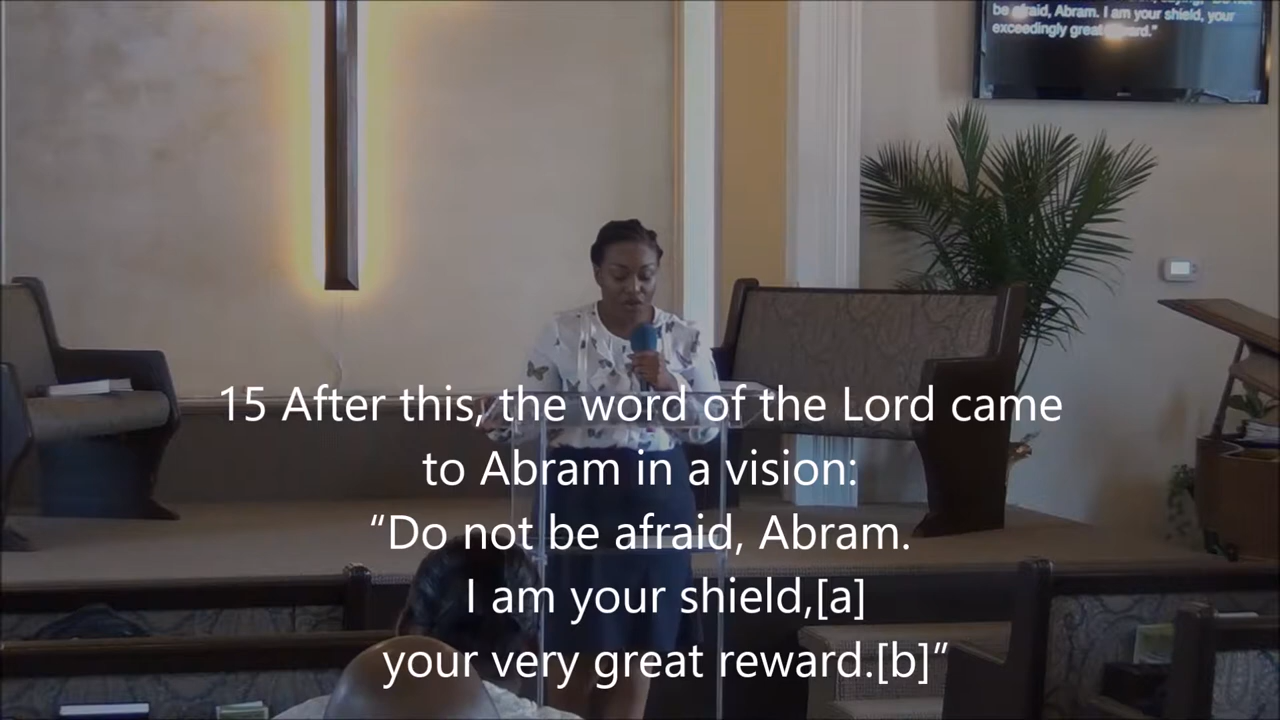 be afraid, Abram. I am your shield, your
exceedingly great reward."
15 After this, the word of the Lord came
to Abram in a vision:
“Do not be afraid, Abram.
I am your shield,[a]
your very great reward.[b]”